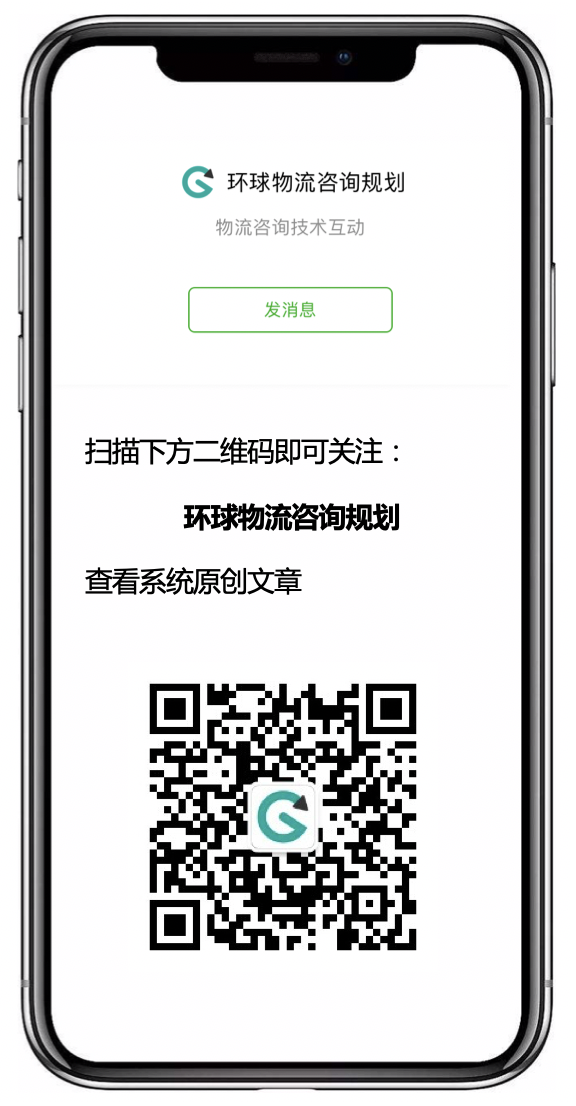 环球物流咨询规划
物流咨询技术互动
发消息
扫描下方二维码即可关注：
环球物流咨询规划
查看系统原创文章